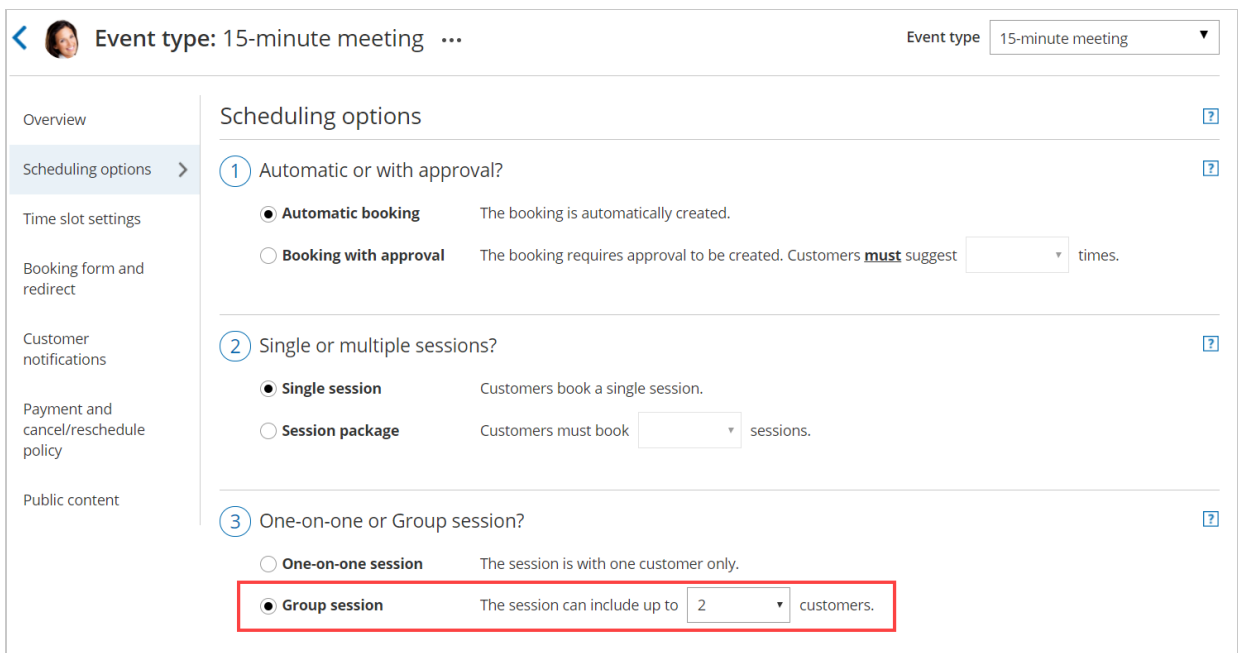 Event type: 15-minute meeting ...
Event type 15-minute meeting
Overview
Scheduling options
Time slot settings
Booking form and
redirect
Customer
notifications
Payment and
cancel/reschedule
policy
Public content
Scheduling options ?
1 Automatic or with approval? ?
Automatic booking The booking is automatically created.
Booking with approval The booking requires approval to be created. Customers must suggest times.
2 Single or multiple sessions? ?
Single session Customers book a single session.
Session package Customers must book sessions.
3 One-on-one or Group session? ?
One-on-one session The session is with one customer only.
Group session The session can include up to 2 customers.